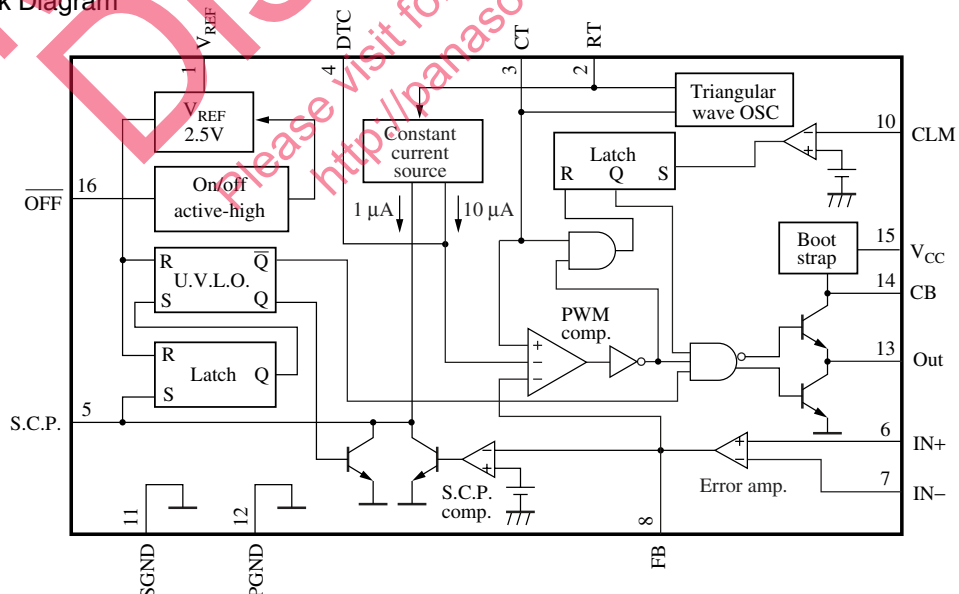 k Diagram
Please visit fo
http://panaso
VREF
DTC
CT
RT
1
4
3
2
VREF
2.5V
Constant
current
source
Triangular
wave OSC
10
CLM
Latch
R
Q
S
16
OFF
On/off
active-high
1 µA
10 µA
Boot
strap
15
VCC
14
CB
R
Q
U.V.L.O.
S
Q
PWM
comp.
+
−
−
13
Out
R
Latch
Q
S
5
S.C.P.
6
IN+
+
−
Error amp.
7
IN−
−
+
S.C.P.
comp.
−
+
11
12
8
SGND
PGND
FB